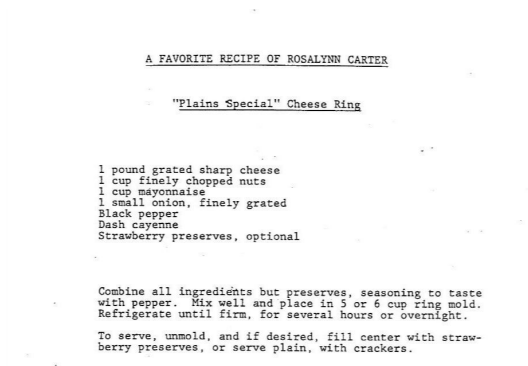 A FAVORITE RECIPE OF ROSALYNN CARTER
"Plains Special" Cheese Ring
1 pound grated sharp cheese
1 cup finely chopped nuts
1 cup mayonnaise
1 small onion, finely grated
Black pepper
Dash cayenne
Strawberry preserves, optional
Combine all ingredients but preserves, seasoning to taste
with pepper. Mix well and place in 5 or 6 cup ring mold.
Refrigerate until firm, for several hours or overnight.
To serve, unmold, and if desired, fill center with straw-
berry preserves, or serve plain, with crackers.